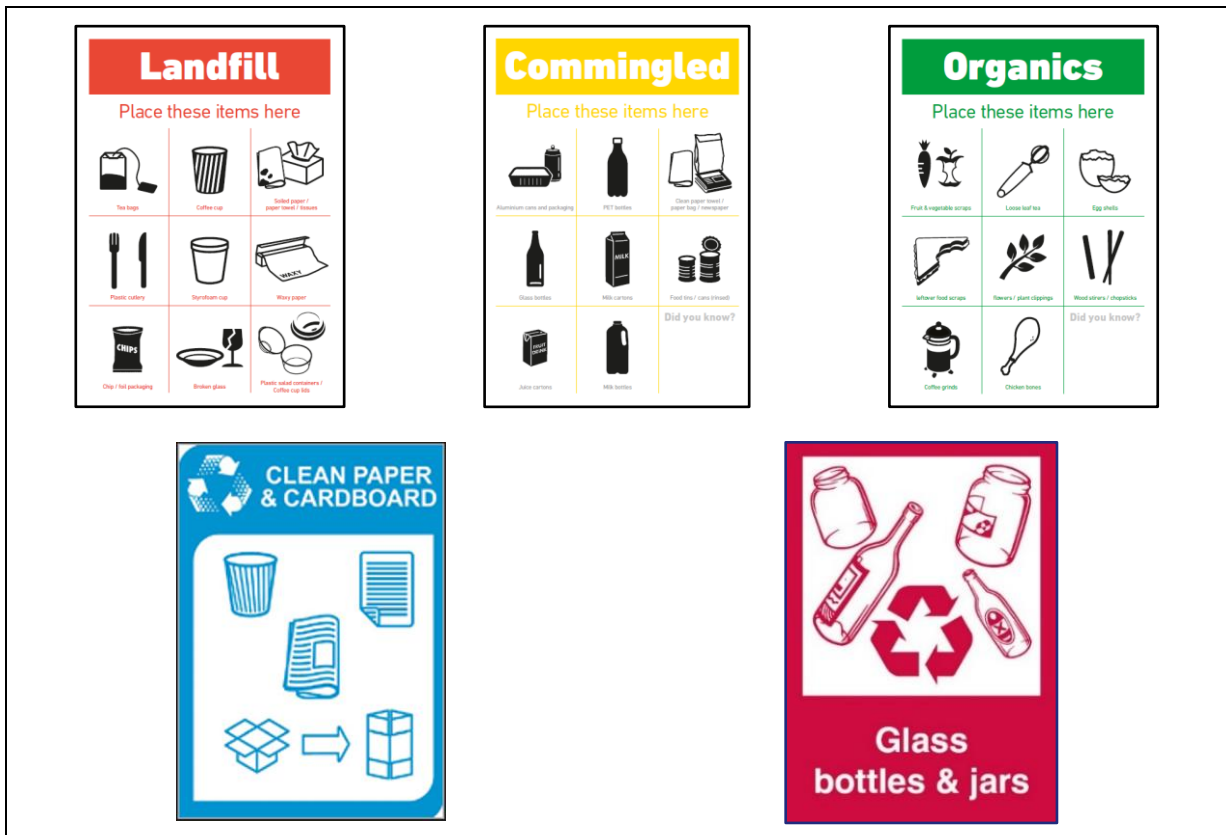 Landfill
Place these items here
Tea bags
Coffee cup
Soiled paper /
paper towel / tissues
WAXY
Plastic cutlery
Styrofoam cup
Waxy paper
CHIPS
Chip / foil packaging
Broken glass
Plastic salad containers /
Coffee cup lids
Commingled
Place these items here
Aluminium cans and packaging
PET bottles
Clean paper towel /
paper bag / newspaper
MILK
Glass bottles
Milk cartons
Food tins / cans (rinsed)
Did you know?
FRUIT
DRINK
Juice cartons
Milk bottles
Organics
Place these items here
Fruit & vegetable scraps
Loose leaf tea
Egg shells
leftover food scraps
flowers / plant clippings
Wood stirers / chopsticks
Did you know?
Coffee grinds
Chicken bones
CLEAN PAPER
& CARDBOARD
Glass
bottles & jars